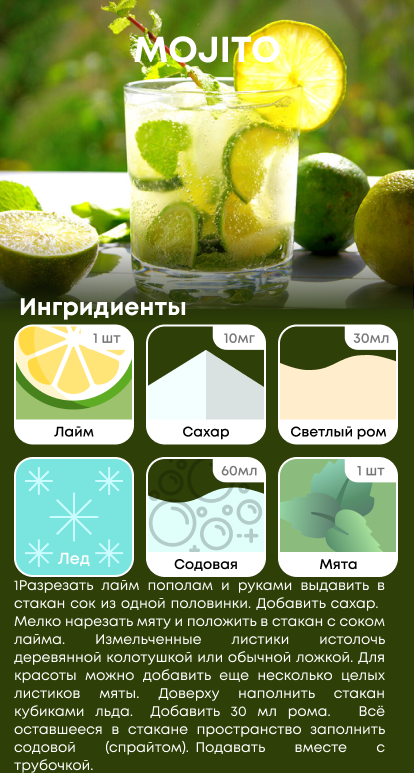 MOJITO
Ингридиенты
1 шт
10мг
30мл
Лайм
Сахар
Светлый ром
60мл
1 шт
Лед
Содовая
Мята
1Разрезать лайм пополам и руками выдавить в
стакан сок из одной половинки. Добавить сахар.
Мелко нарезать мяту и положить в стакан с соком
лайма. Измельченные листики истолочь
деревянной колотушкой или обычной ложкой. Для
красоты можно добавить еще несколько целых
листиков мяты. Доверху наполнить стакан
кубиками льда. Добавить 30 мл рома. Всё
оставшееся в стакане пространство заполнить
содовой (спрайтом). Подавать вместе с
трубочкой.